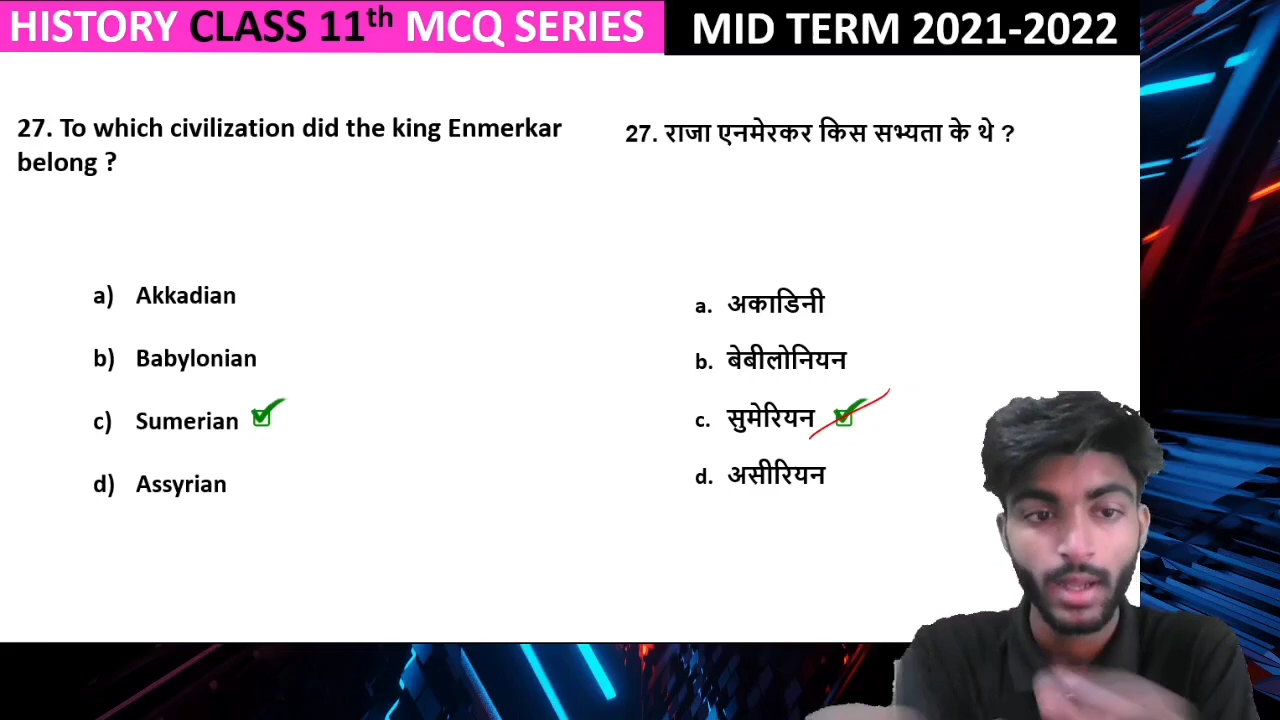 HISTORY CLASS 11th MCQ SERIES
MID TERM 2021-2022
27. To which civilization did the king Enmerkar
belong ?
a) Akkadian
b) Babylonian
c) Sumerian
d) Assyrian
27. राजा एनमेरकर किस सभ्यता के थे ?
a. अकाडिनी
b. बेबीलोनियन
c. सुमेरियन
d. असीरियन